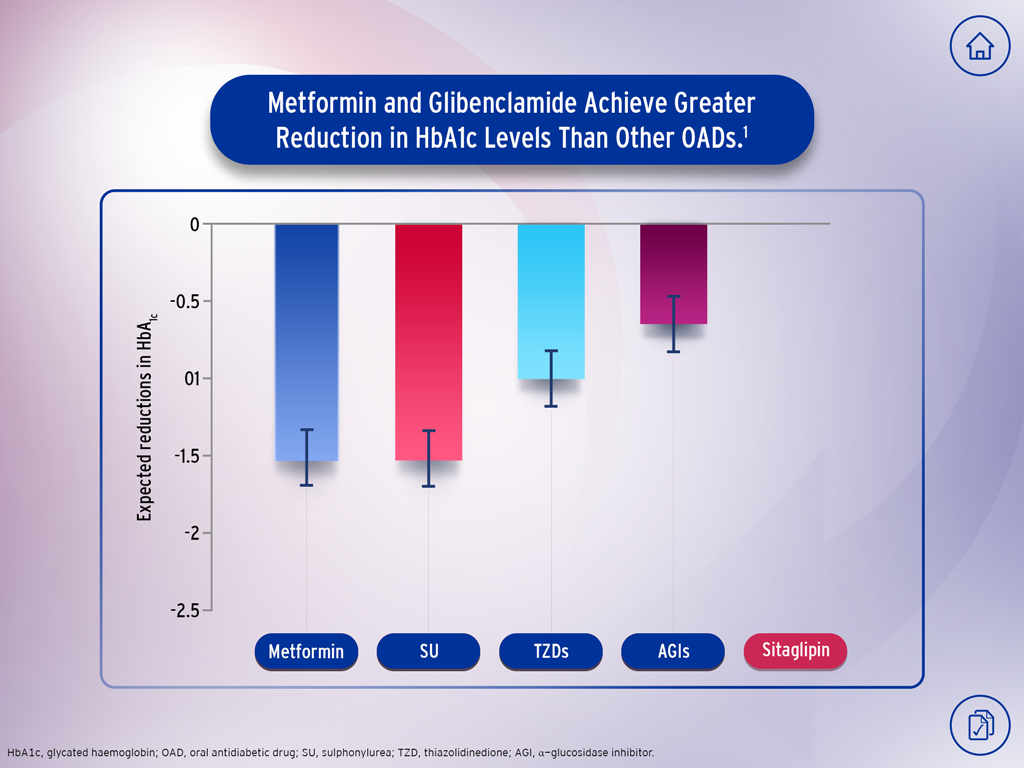 Metformin and Glibenclamide Achieve Greater
Reduction in HbA1c Levels Than Other OADs.¹
0
-0.5
01
-1.5
-2
-2.5
Expected reductions in HbA1c
Metformin
SU
TZDs
AGIs
Sitaglipin
HbA1c, glycated haemoglobin; OAD, oral antidiabetic drug; SU, sulphonylurea; TZD, thiazolidinedione; AGI, α−glucosidase inhibitor.